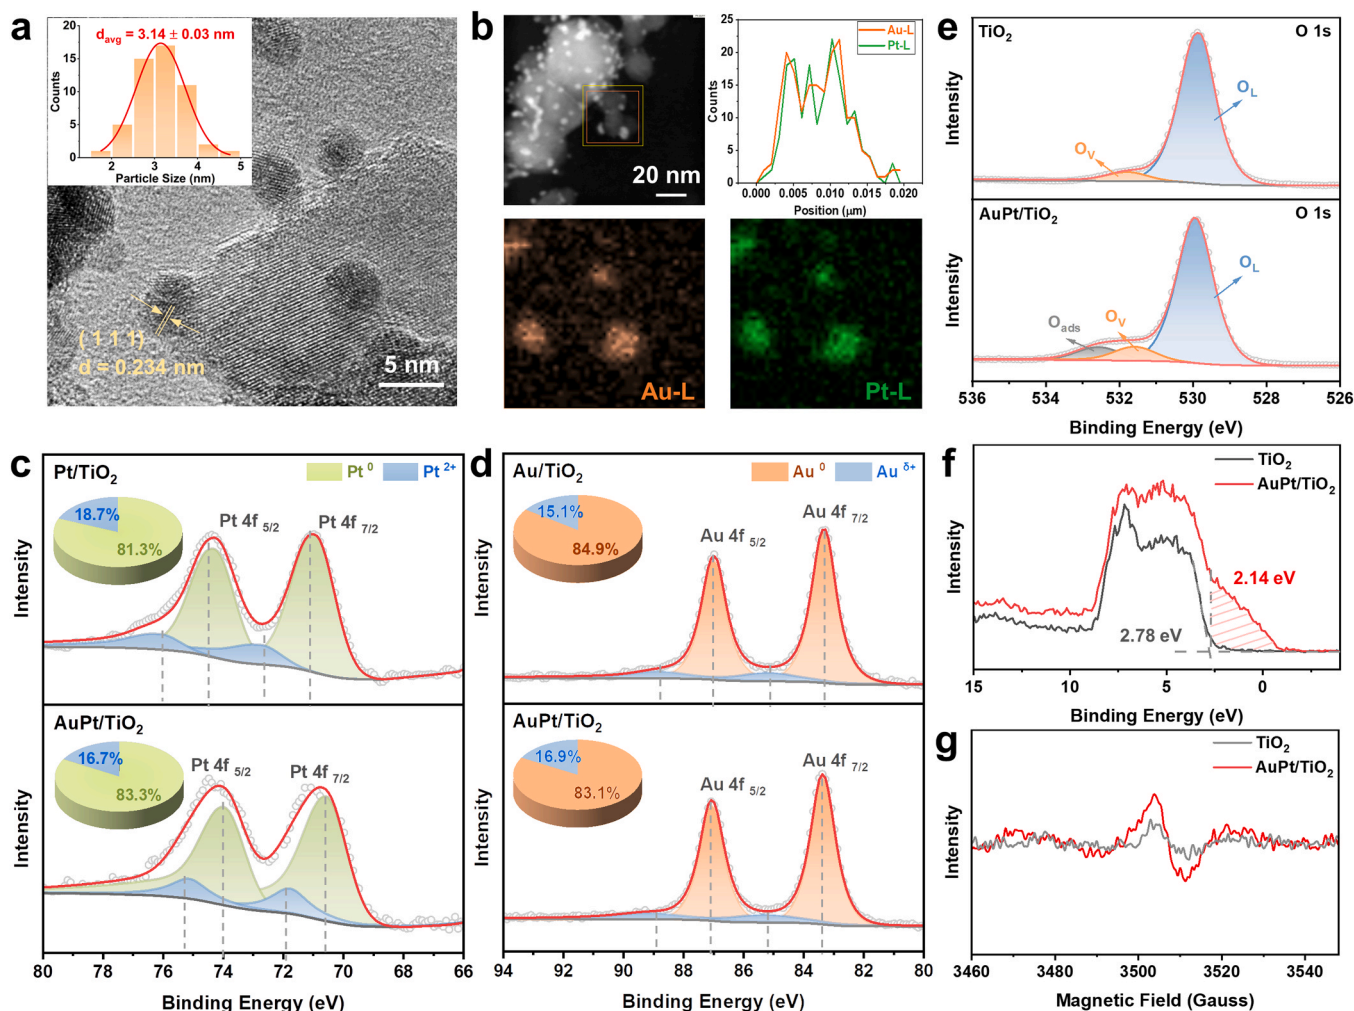 a
d_avg = 3.14 ± 0.03 nm
Counts
20
15
10
5
0
2 3 4 5
Particle Size (nm)
( 1 1 1)
d = 0.234 nm
5 nm
b
20 nm
Counts
25
20
15
10
5
0
Au-L
Pt-L
0.000 0.005 0.010 0.015 0.020
Position (μm)
Au-L
Pt-L
e
TiO₂
O 1s
O_L
O_V
Intensity
AuPt/TiO₂
O 1s
O_L
O_V
O_ads
Intensity
536 534 532 530 528 526
Binding Energy (eV)
c
Pt/TiO₂
Pt ⁰
Pt ²⁺
18.7%
81.3%
Pt 4f 5/2
Pt 4f 7/2
Intensity
AuPt/TiO₂
16.7%
83.3%
Pt 4f 5/2
Pt 4f 7/2
Intensity
80 78 76 74 72 70 68 66
Binding Energy (eV)
d
Au/TiO₂
Au ⁰
Au ᵟ⁺
15.1%
84.9%
Au 4f 5/2
Au 4f 7/2
Intensity
AuPt/TiO₂
16.9%
83.1%
Au 4f 5/2
Au 4f 7/2
Intensity
94 92 90 88 86 84 82 80
Binding Energy (eV)
f
TiO₂
AuPt/TiO₂
2.14 eV
2.78 eV
Intensity
15 10 5 0
Binding Energy (eV)
g
TiO₂
AuPt/TiO₂
Intensity
3460 3480 3500 3520 3540
Magnetic Field (Gauss)